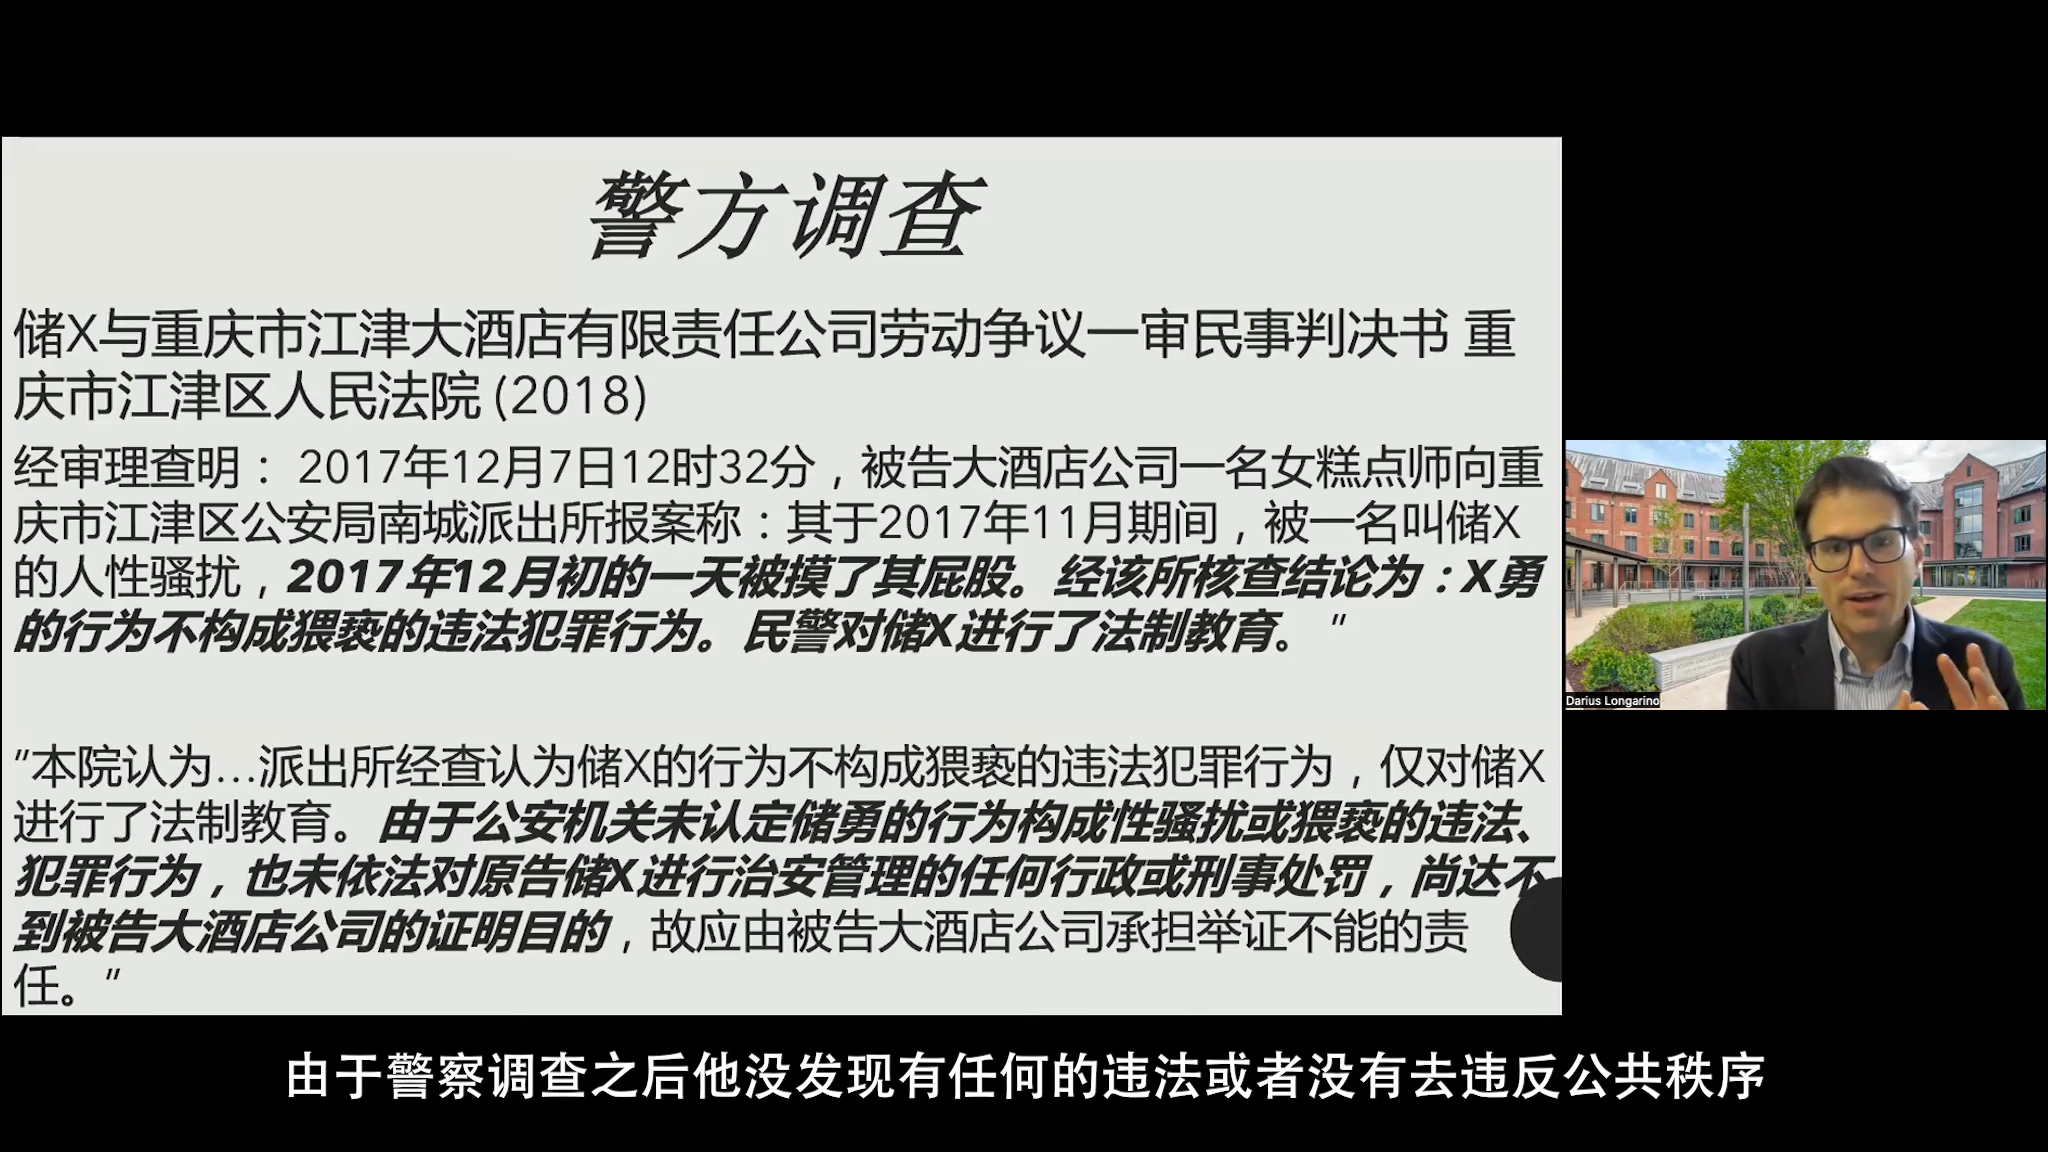 警方调查
储X与重庆市江津大酒店有限责任公司劳动争议一审民事判决书 重
庆市江津区人民法院 (2018)
经审理查明： 2017年12月7日12时32分，被告大酒店公司一名女糕点师向重
庆市江津区公安局南城派出所报案称：其于2017年11月期间，被一名叫储X
的人性骚扰，2017年12月初的一天被摸了其屁股。经该所核查结论为：X勇
的行为不构成猥亵的违法犯罪行为。民警对储X进行了法制教育。 ”
“本院认为…派出所经查认为储X的行为不构成猥亵的违法犯罪行为，仅对储X
进行了法制教育。由于公安机关未认定储勇的行为构成性骚扰或猥亵的违法、
犯罪行为，也未依法对原告储X进行治安管理的任何行政或刑事处罚，尚达不
到被告大酒店公司的证明目的，故应由被告大酒店公司承担举证不能的责
任。”
Darius Longarino
由于警察调查之后他没发现有任何的违法或者没有去违反公共秩序